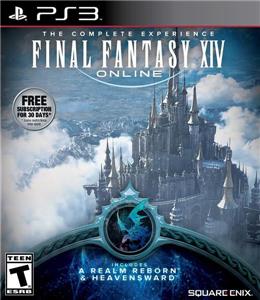 PS3
THE COMPLETE EXPERIENCE
FINAL FANTASY XIV
ONLINE
FREE
SUBSCRIPTION
FOR 30 DAYS*
INCLUDES
A REALM REBORN
& HEAVENSWARD
T
TEEN
ESRB
SQUARE ENIX